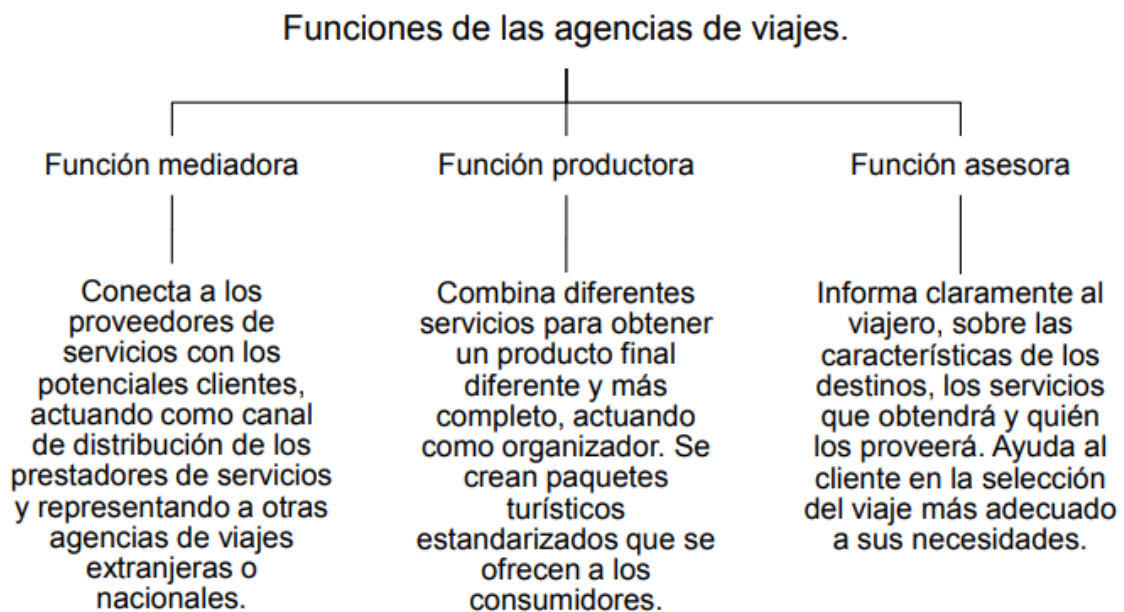 Funciones de las agencias de viajes.
Función mediadora
Conecta a los
proveedores de
servicios con los
potenciales clientes,
actuando como canal
de distribución de los
prestadores de servicios
y representando a otras
agencias de viajes
extranjeras o
nacionales.
Función productora
Combina diferentes
servicios para obtener
un producto final
diferente y más
completo, actuando
como organizador. Se
crean paquetes
turísticos
estandarizados que se
ofrecen a los
consumidores.
Función asesora
Informa claramente al
viajero, sobre las
características de los
destinos, los servicios
que obtendrá y quién
los proveerá. Ayuda al
cliente en la selección
del viaje más adecuado
a sus necesidades.